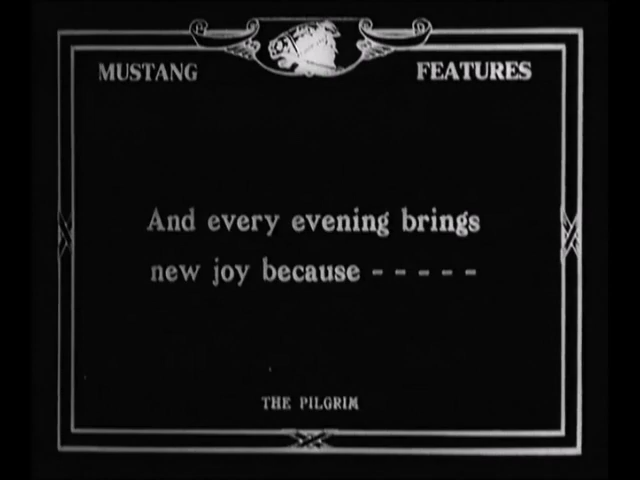 MUSTANG FEATURES
And every evening brings
new joy because - - - - -
THE PILGRIM